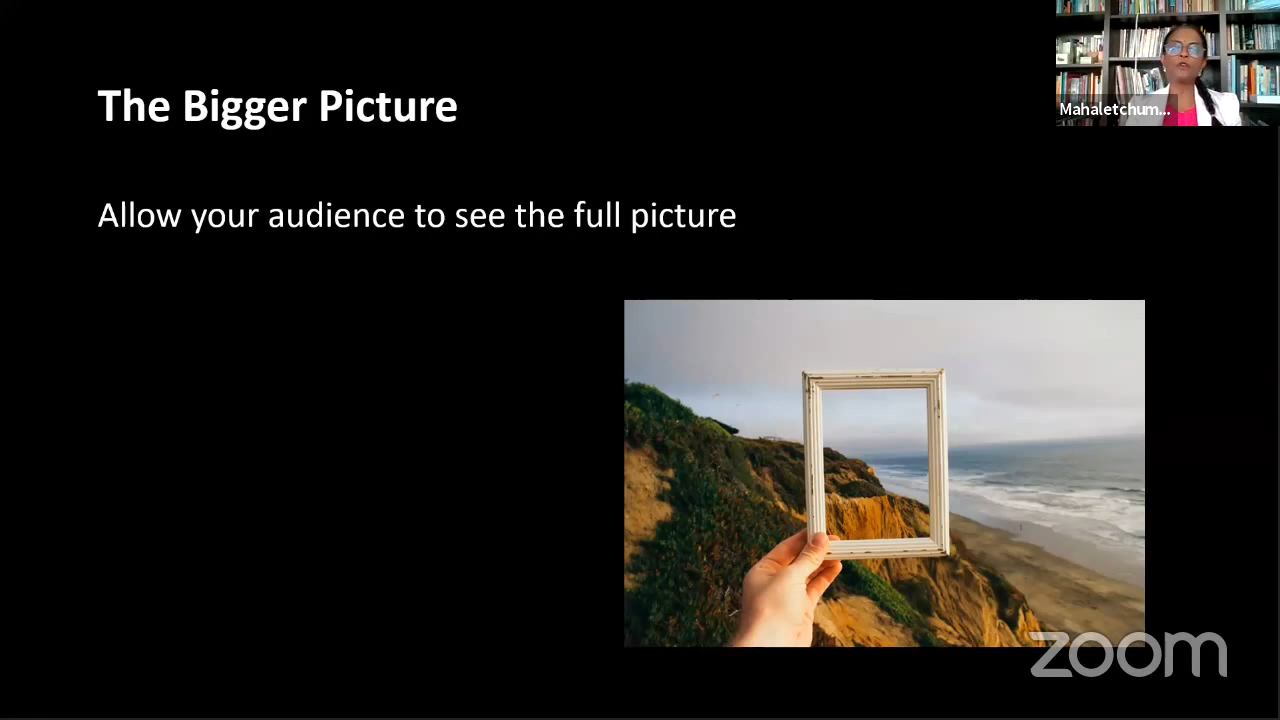 The Bigger Picture
Allow your audience to see the full picture
Mahaletchum...
zoom